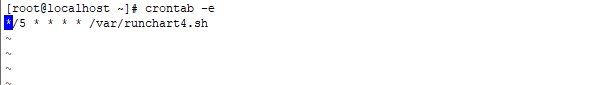 [root@localhost ~]# crontab -e
*/5 * * * * /var/runchart4.sh
~
~
~
~